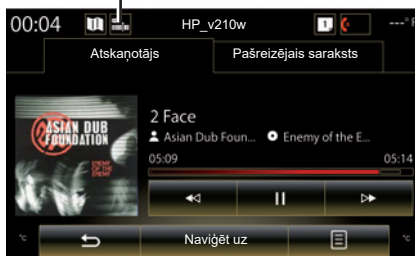 00:04 HP_v210w 1 ---° F
Atskaņotājs Pašreizējais saraksts
ASIAN DUB
FOUNDATION
ENEMY
OF THE
ENEMY
2 Face
Asian Dub Foun... Enemy of the E...
05:09 05:14
°C Naviģēt uz °C